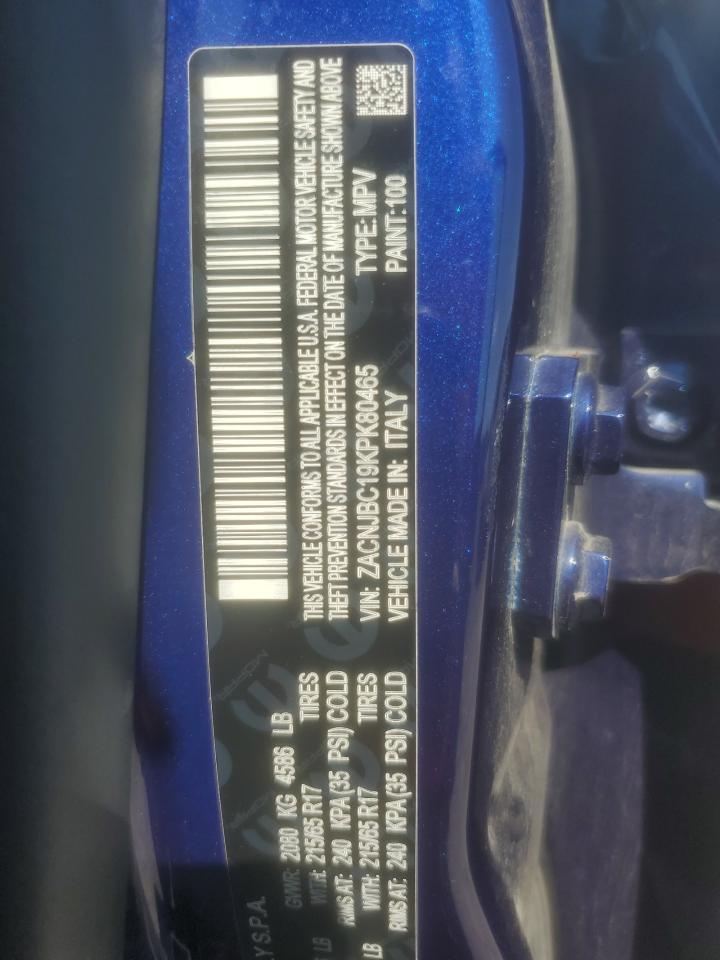 Y S.P.A.
GVWR: 2080 KG 4586 LB
LB WITH: 215/65 R17 TIRES
RIMS AT: 240 KPA(35 PSI) COLD
LB WITH: 215/65 R17 TIRES
RIMS AT: 240 KPA(35 PSI) COLD
THIS VEHICLE CONFORMS TO ALL APPLICABLE U.S.A. FEDERAL MOTOR VEHICLE SAFETY AND
THEFT PREVENTION STANDARDS IN EFFECT ON THE DATE OF MANUFACTURE SHOWN ABOVE
VIN: ZACNJBC19KPK80465 TYPE: MPV
VEHICLE MADE IN: ITALY PAINT:100
MOPAR